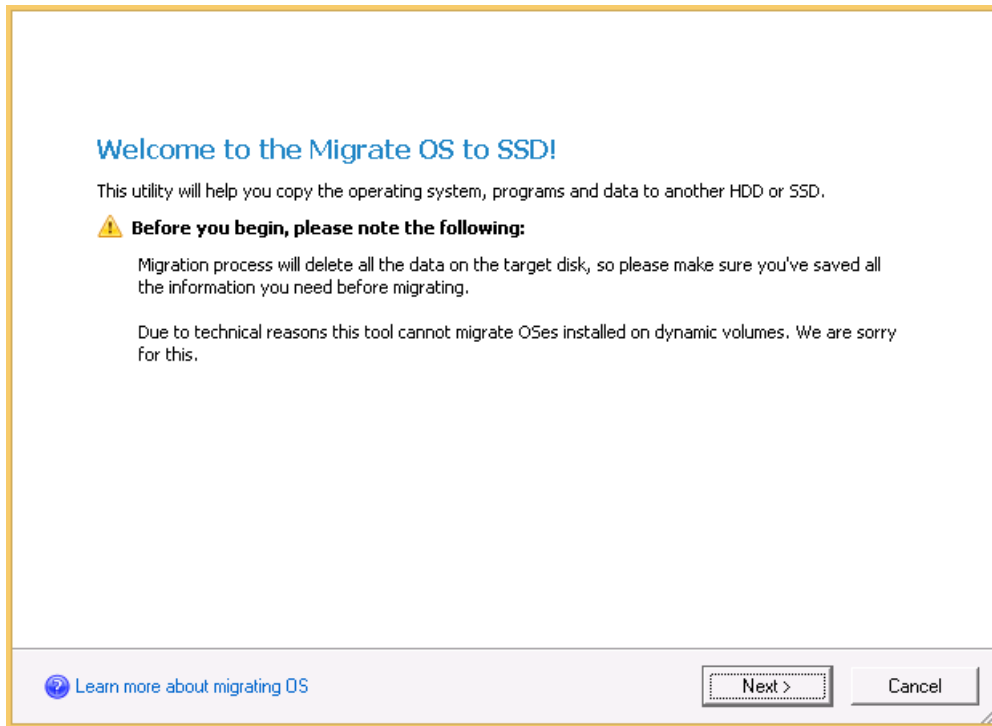 Welcome to the Migrate OS to SSD!
This utility will help you copy the operating system, programs and data to another HDD or SSD.
Before you begin, please note the following:
Migration process will delete all the data on the target disk, so please make sure you've saved all
the information you need before migrating.
Due to technical reasons this tool cannot migrate OSes installed on dynamic volumes. We are sorry
for this.
Learn more about migrating OS
Next >
Cancel